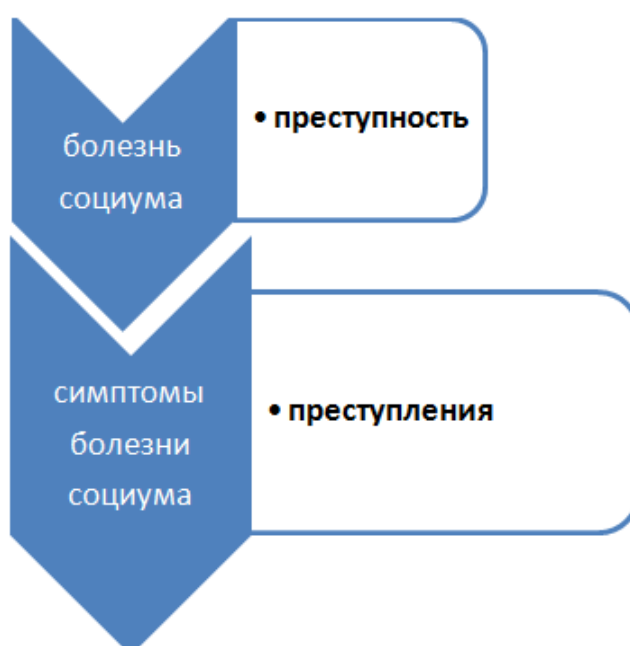 болезнь
социума
• преступность
симптомы
болезни
социума
• преступления